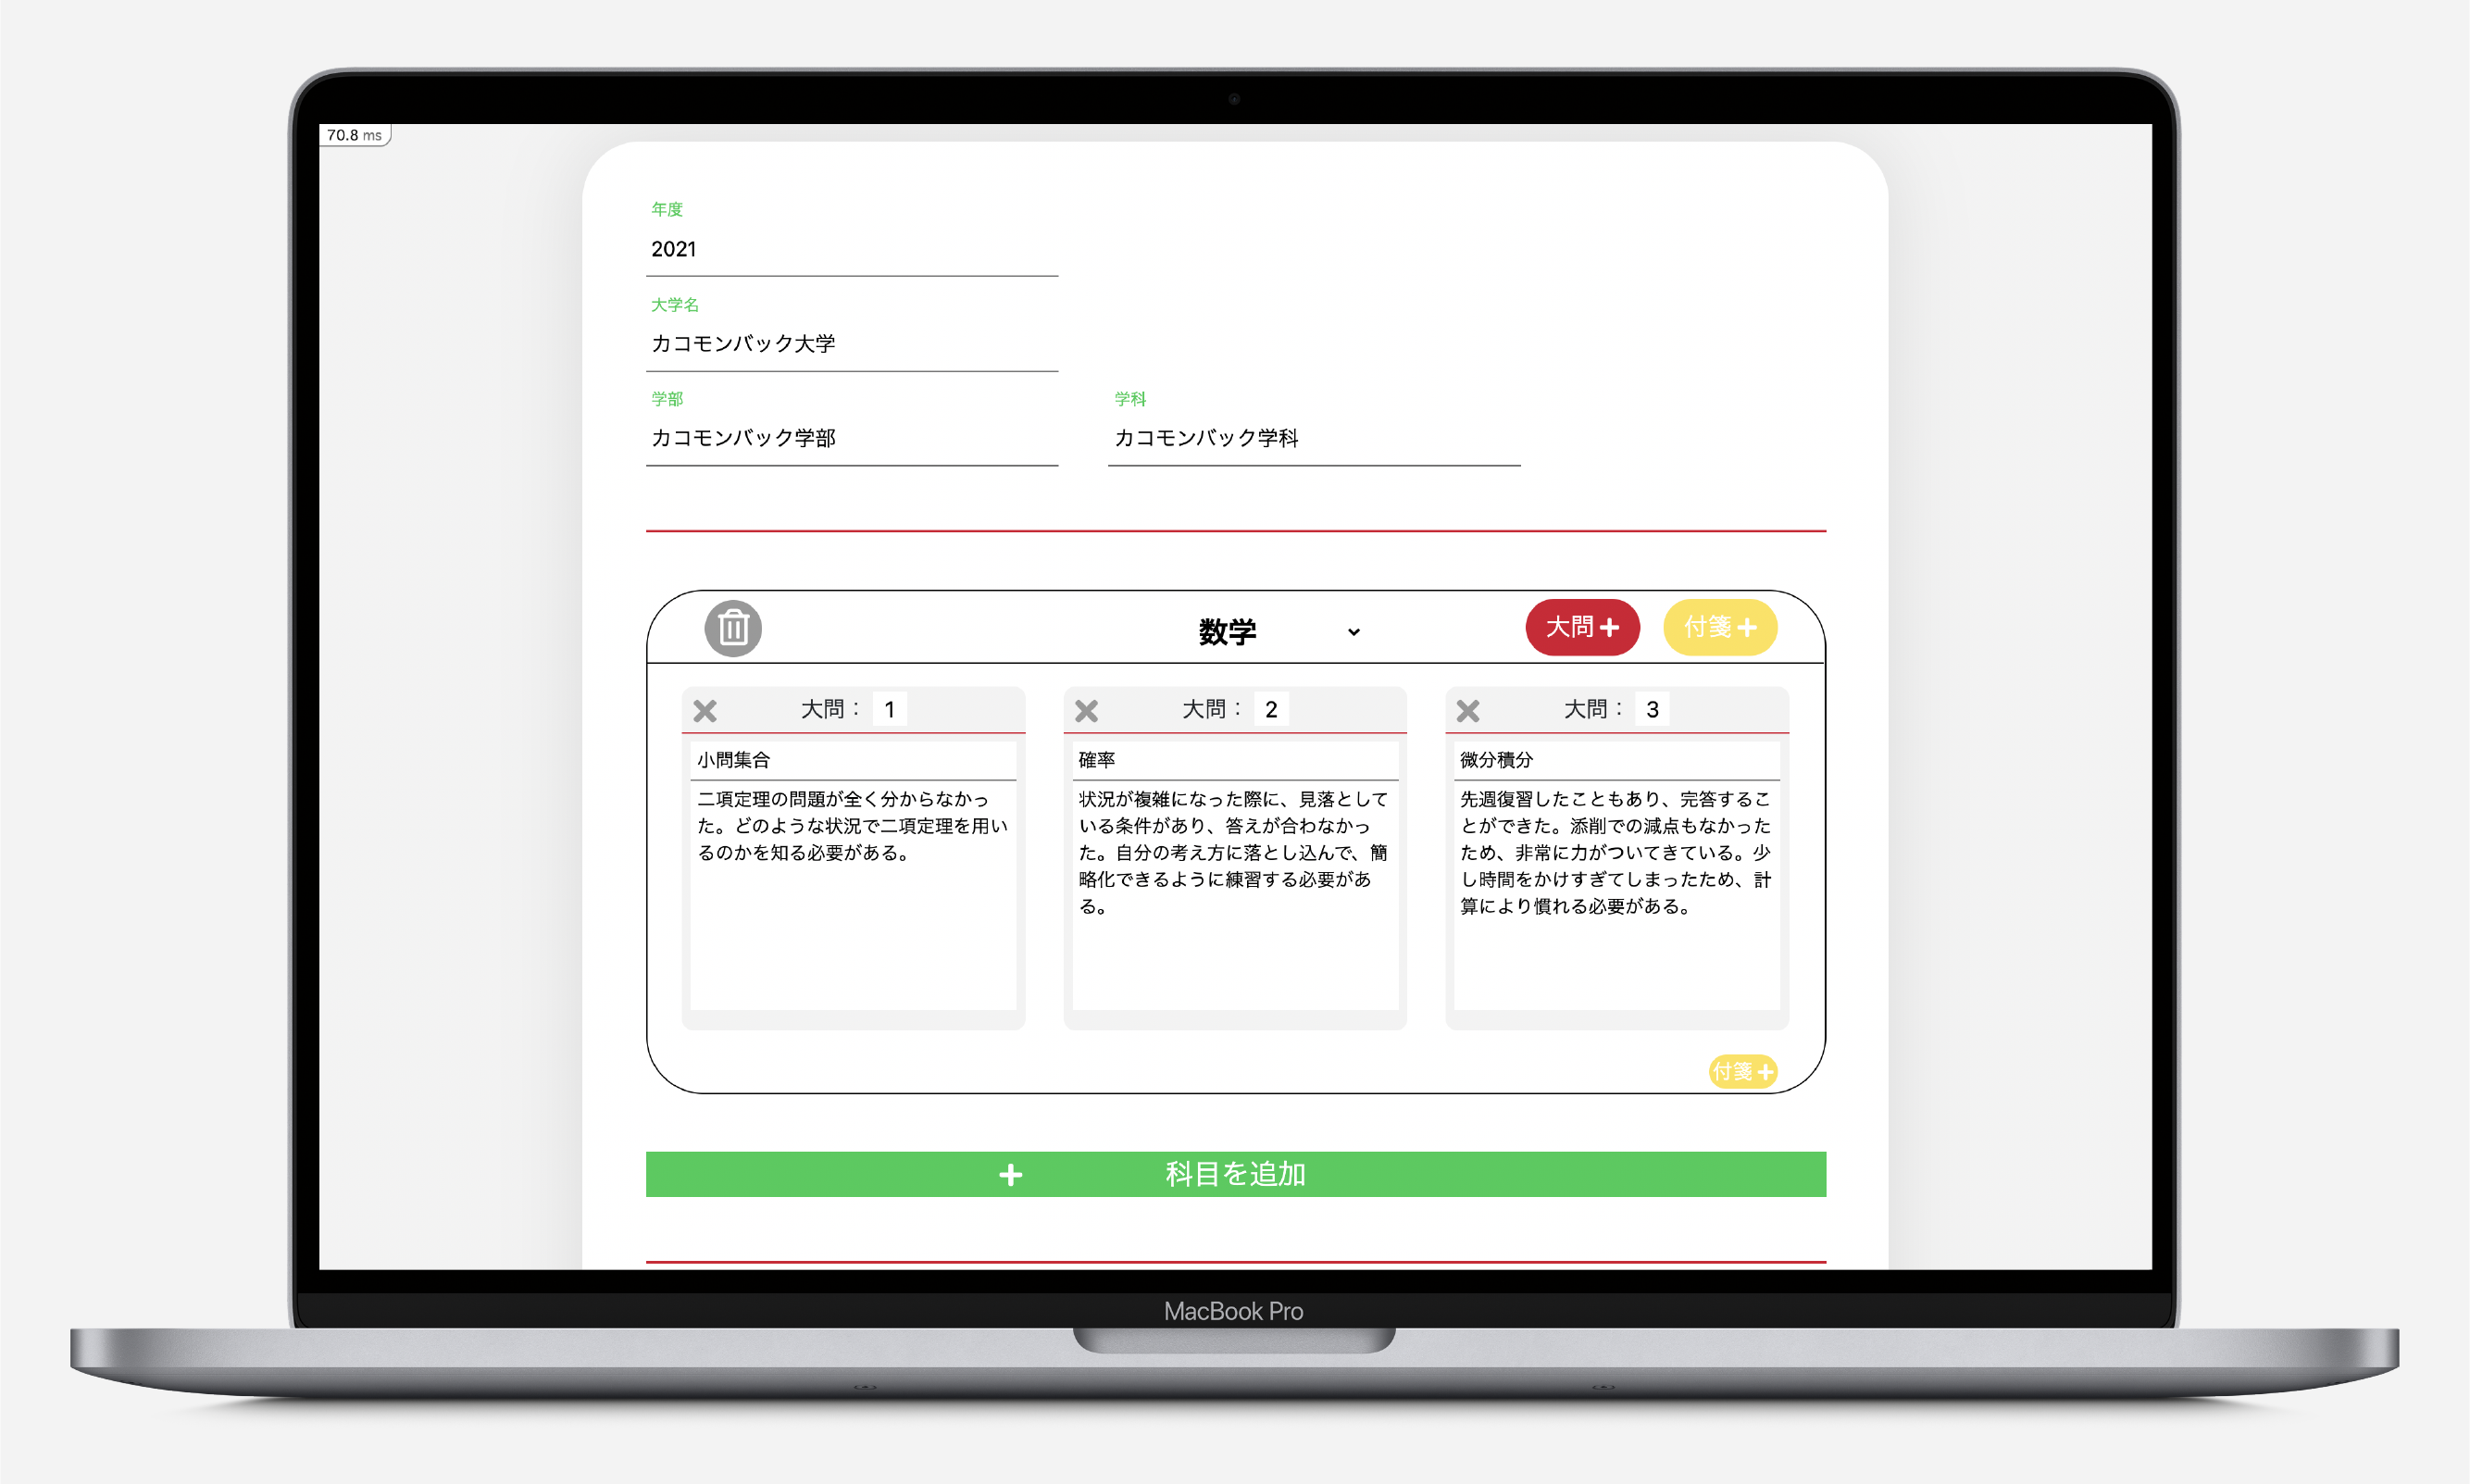 70.8 ms
年度
2021
大学名
カコモンバック大学
学部
学科
カコモンバック学部
カコモンバック学科
数学
大問
付箋
大問： 1
小問集合
二項定理の問題が全く分からなかっ
た。どのような状況で二項定理を用い
るのかを知る必要がある。
大問： 2
確率
状況が複雑になった際に、見落として
いる条件があり、答えが合わなかっ
た。自分の考え方に落とし込んで、簡
略化できるように練習する必要があ
る。
大問： 3
微分積分
先週復習したこともあり、完答するこ
とができた。添削での減点もなかった
ため、非常に力がついてきている。少
し時間をかけすぎてしまったため、計
算により慣れる必要がある。
付箋
科目を追加
MacBook Pro